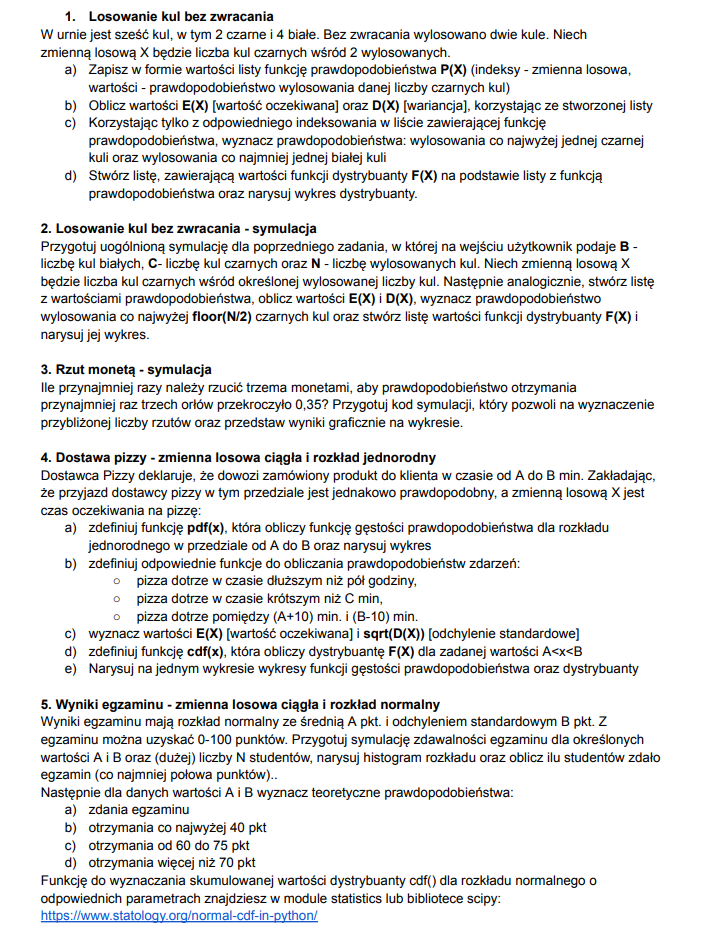 1. Losowanie kul bez zwracania
W urnie jest sześć kul, w tym 2 czarne i 4 białe. Bez zwracania wylosowano dwie kule. Niech
zmienną losową X będzie liczba kul czarnych wśród 2 wylosowanych.
a) Zapisz w formie wartości listy funkcję prawdopodobieństwa P(X) (indeksy - zmienna losowa,
wartości - prawdopodobieństwo wylosowania danej liczby czarnych kul)
b) Oblicz wartości E(X) [wartość oczekiwana] oraz D(X) [wariancja], korzystając ze stworzonej listy
c) Korzystając tylko z odpowiedniego indeksowania w liście zawierającej funkcję
prawdopodobieństwa, wyznacz prawdopodobieństwa: wylosowania co najwyżej jednej czarnej
kuli oraz wylosowania co najmniej jednej białej kuli
d) Stwórz listę, zawierającą wartości funkcji dystrybuanty F(X) na podstawie listy z funkcją
prawdopodobieństwa oraz narysuj wykres dystrybuanty.
2. Losowanie kul bez zwracania - symulacja
Przygotuj uogólnioną symulację dla poprzedniego zadania, w której na wejściu użytkownik podaje B -
liczbę kul białych, C- liczbę kul czarnych oraz N - liczbę wylosowanych kul. Niech zmienną losową X
będzie liczba kul czarnych wśród określonej wylosowanej liczby kul. Następnie analogicznie, stwórz listę
z wartościami prawdopodobieństwa, oblicz wartości E(X) i D(X), wyznacz prawdopodobieństwo
wylosowania co najwyżej floor(N/2) czarnych kul oraz stwórz listę wartości funkcji dystrybuanty F(X) i
narysuj jej wykres.
3. Rzut monetą - symulacja
Ile przynajmniej razy należy rzucić trzema monetami, aby prawdopodobieństwo otrzymania
przynajmniej raz trzech orłów przekroczyło 0,35? Przygotuj kod symulacji, który pozwoli na wyznaczenie
przybliżonej liczby rzutów oraz przedstaw wyniki graficznie na wykresie.
4. Dostawa pizzy - zmienna losowa ciągła i rozkład jednorodny
Dostawca Pizzy deklaruje, że dowozi zamówiony produkt do klienta w czasie od A do B min. Zakładając,
że przyjazd dostawcy pizzy w tym przedziale jest jednakowo prawdopodobny, a zmienną losową X jest
czas oczekiwania na pizzę:
a) zdefiniuj funkcję pdf(x), która obliczy funkcję gęstości prawdopodobieństwa dla rozkładu
jednorodnego w przedziale od A do B oraz narysuj wykres
b) zdefiniuj odpowiednie funkcje do obliczania prawdopodobieństw zdarzeń:
○ pizza dotrze w czasie dłuższym niż pół godziny,
○ pizza dotrze w czasie krótszym niż C min,
○ pizza dotrze pomiędzy (A+10) min. i (B-10) min.
c) wyznacz wartości E(X) [wartość oczekiwana] i sqrt(D(X)) [odchylenie standardowe]
d) zdefiniuj funkcję cdf(x), która obliczy dystrybuantę F(X) dla zadanej wartości A<x<B
e) Narysuj na jednym wykresie wykresy funkcji gęstości prawdopodobieństwa oraz dystrybuanty
5. Wyniki egzaminu - zmienna losowa ciągła i rozkład normalny
Wyniki egzaminu mają rozkład normalny ze średnią A pkt. i odchyleniem standardowym B pkt. Z
egzaminu można uzyskać 0-100 punktów. Przygotuj symulację zdawalności egzaminu dla określonych
wartości A i B oraz (dużej) liczby N studentów, narysuj histogram rozkładu oraz oblicz ilu studentów zdało
egzamin (co najmniej połowa punktów)..
Następnie dla danych wartości A i B wyznacz teoretyczne prawdopodobieństwa:
a) zdania egzaminu
b) otrzymania co najwyżej 40 pkt
c) otrzymania od 60 do 75 pkt
d) otrzymania więcej niż 70 pkt
Funkcję do wyznaczania skumulowanej wartości dystrybuanty cdf() dla rozkładu normalnego o
odpowiednich parametrach znajdziesz w module statistics lub bibliotece scipy:
https://www.statology.org/normal-cdf-in-python/